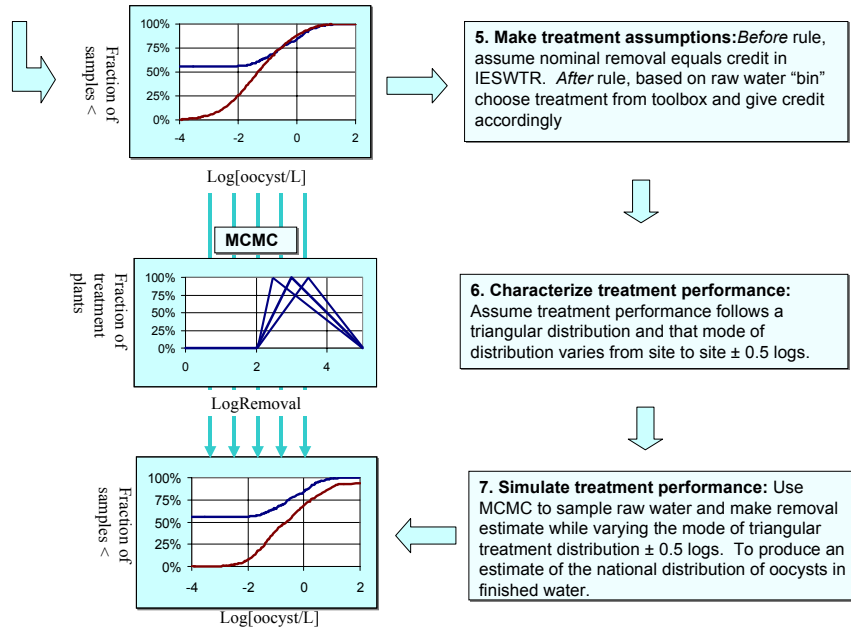 Fraction of
samples <
100%
75%
50%
25%
0%
-4 -2 0 2
Log[oocyst/L]
5. Make treatment assumptions:Before rule,
assume nominal removal equals credit in
IESWTR. After rule, based on raw water “bin”
choose treatment from toolbox and give credit
accordingly
MCMC
Fraction of
treatment
plants
100%
75%
50%
25%
0%
0 2 4
LogRemoval
6. Characterize treatment performance:
Assume treatment performance follows a
triangular distribution and that mode of
distribution varies from site to site ± 0.5 logs.
Fraction of
samples <
100%
75%
50%
25%
0%
-4 -2 0 2
Log[oocyst/L]
7. Simulate treatment performance: Use
MCMC to sample raw water and make removal
estimate while varying the mode of triangular
treatment distribution ± 0.5 logs. To produce an
estimate of the national distribution of oocysts in
finished water.